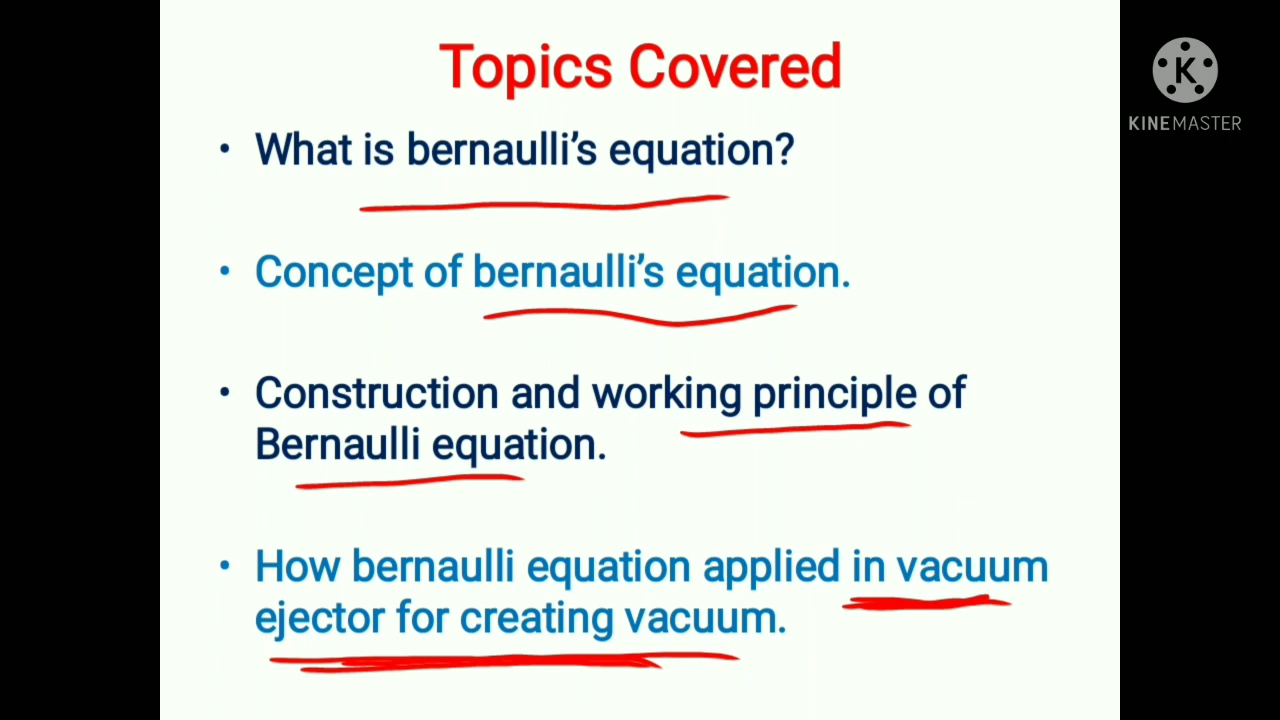 Topics Covered
K
KINEMASTER
• What is bernaulli's equation?
• Concept of bernaulli's equation.
• Construction and working principle of
Bernaulli equation.
• How bernaulli equation applied in vacuum
ejector for creating vacuum.